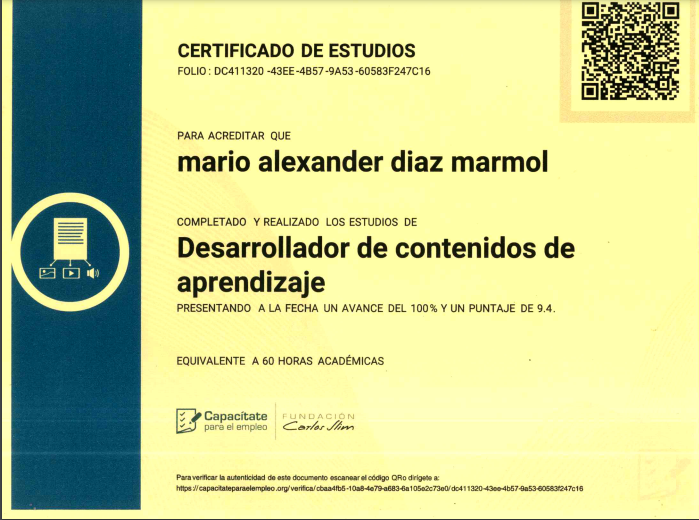 CERTIFICADO DE ESTUDIOS
FOLIO : DC411320 -43EE-4B57-9A53-60583F247C16
PARA ACREDITAR QUE
mario alexander diaz marmol
COMPLETADO Y REALIZADO LOS ESTUDIOS DE
Desarrollador de contenidos de
aprendizaje
PRESENTANDO A LA FECHA UN AVANCE DEL 100% Y UN PUNTAJE DE 9.4.
EQUIVALENTE A 60 HORAS ACADÉMICAS
Capacítate
para el empleo
FUNDACIÓN
Carlos Slim
Para verificar la autenticidad de este documento escanear el código QRo dirígete a:
https://capacitateparaelempleo.org/verifica/cbaa4fb5-10a8-4e79-a683-6a105e2c73e0/dc411320-43ee-4b57-9a53-60583f247c16